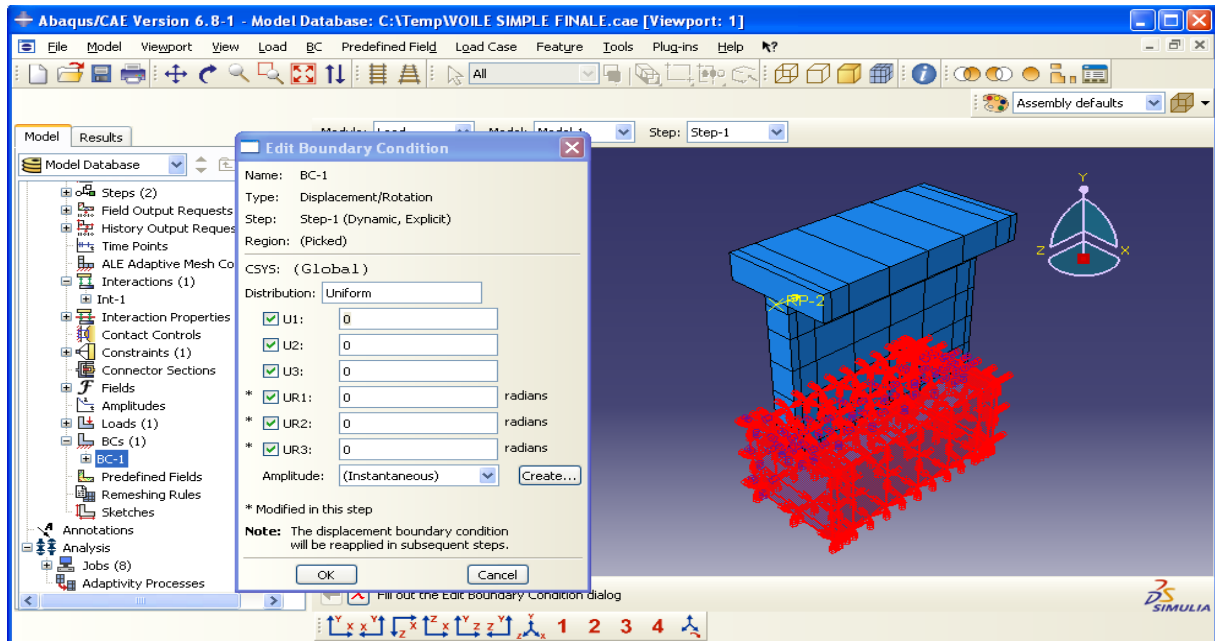 Abaqus/CAE Version 6.8-1 - Model Database: C:\Temp\VOILE SIMPLE FINALE.cae [Viewport: 1]
File Model Viewport View Load BC Predefined Field Load Case Feature Tools Plug-ins Help
All
Assembly defaults
Model Results
Step: Step-1
Model Database
Steps (2)
Field Output Requests
History Output Reques
Time Points
ALE Adaptive Mesh Co
Interactions (1)
Int-1
Interaction Properties
Contact Controls
Constraints (1)
Connector Sections
Fields
Amplitudes
Loads (1)
BCs (1)
BC-1
Predefined Fields
Remeshing Rules
Sketches
Annotations
Analysis
Jobs (8)
Adaptivity Processes
Edit Boundary Condition
Name: BC-1
Type: Displacement/Rotation
Step: Step-1 (Dynamic, Explicit)
Region: (Picked)
CSYS: (Global)
Distribution: Uniform
U1: 0
U2: 0
U3: 0
* UR1: 0 radians
* UR2: 0 radians
* UR3: 0 radians
Amplitude: (Instantaneous) Create...
* Modified in this step
Note: The displacement boundary condition
will be reapplied in subsequent steps.
OK Cancel
RP-2
Y
Z X
Fill out the Edit Boundary Condition dialog
SIMULIA
1 2 3 4